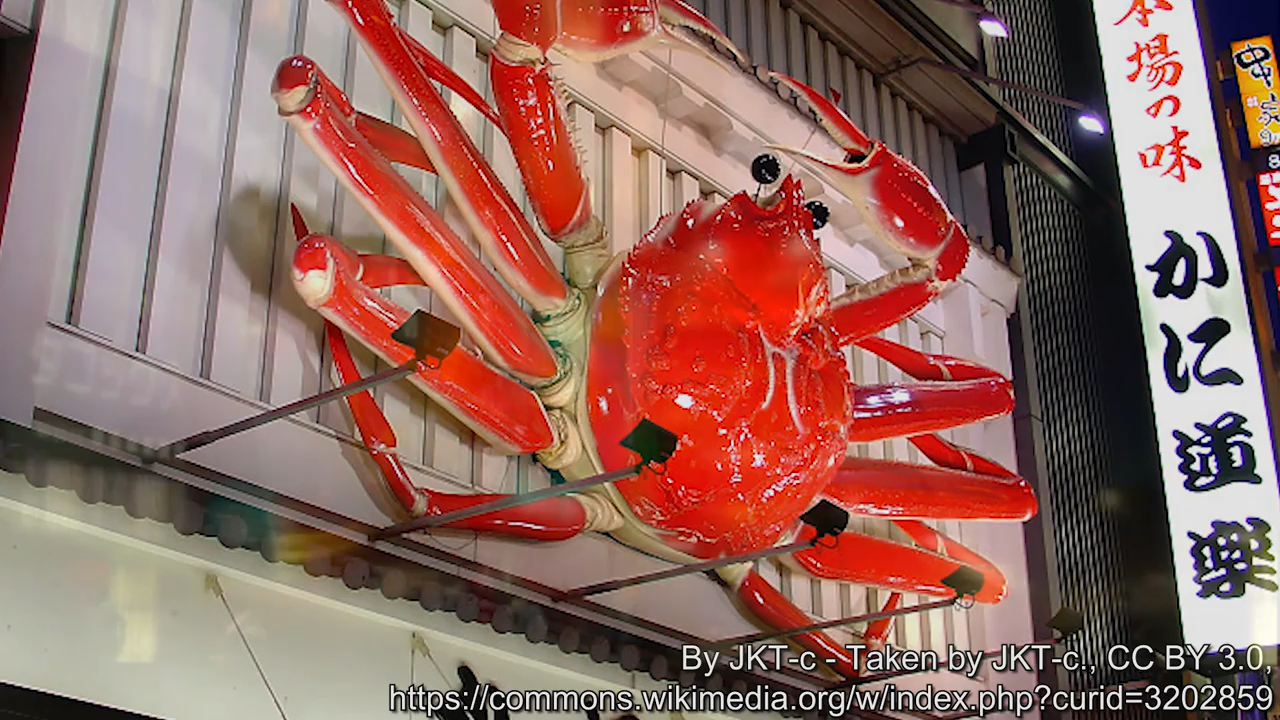 本場の味
かに道楽
串
By JKT-c - Taken by JKT-c., CC BY 3.0,
https://commons.wikimedia.org/w/index.php?curid=3202859